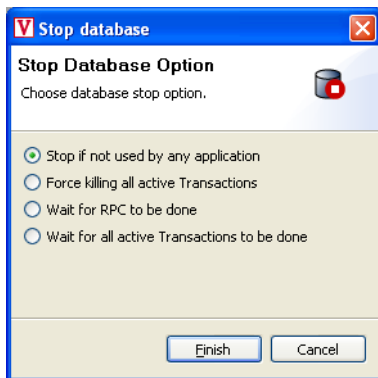 V Stop database
Stop Database Option
Choose database stop option.
Stop if not used by any application
Force killing all active Transactions
Wait for RPC to be done
Wait for all active Transactions to be done
Finish Cancel